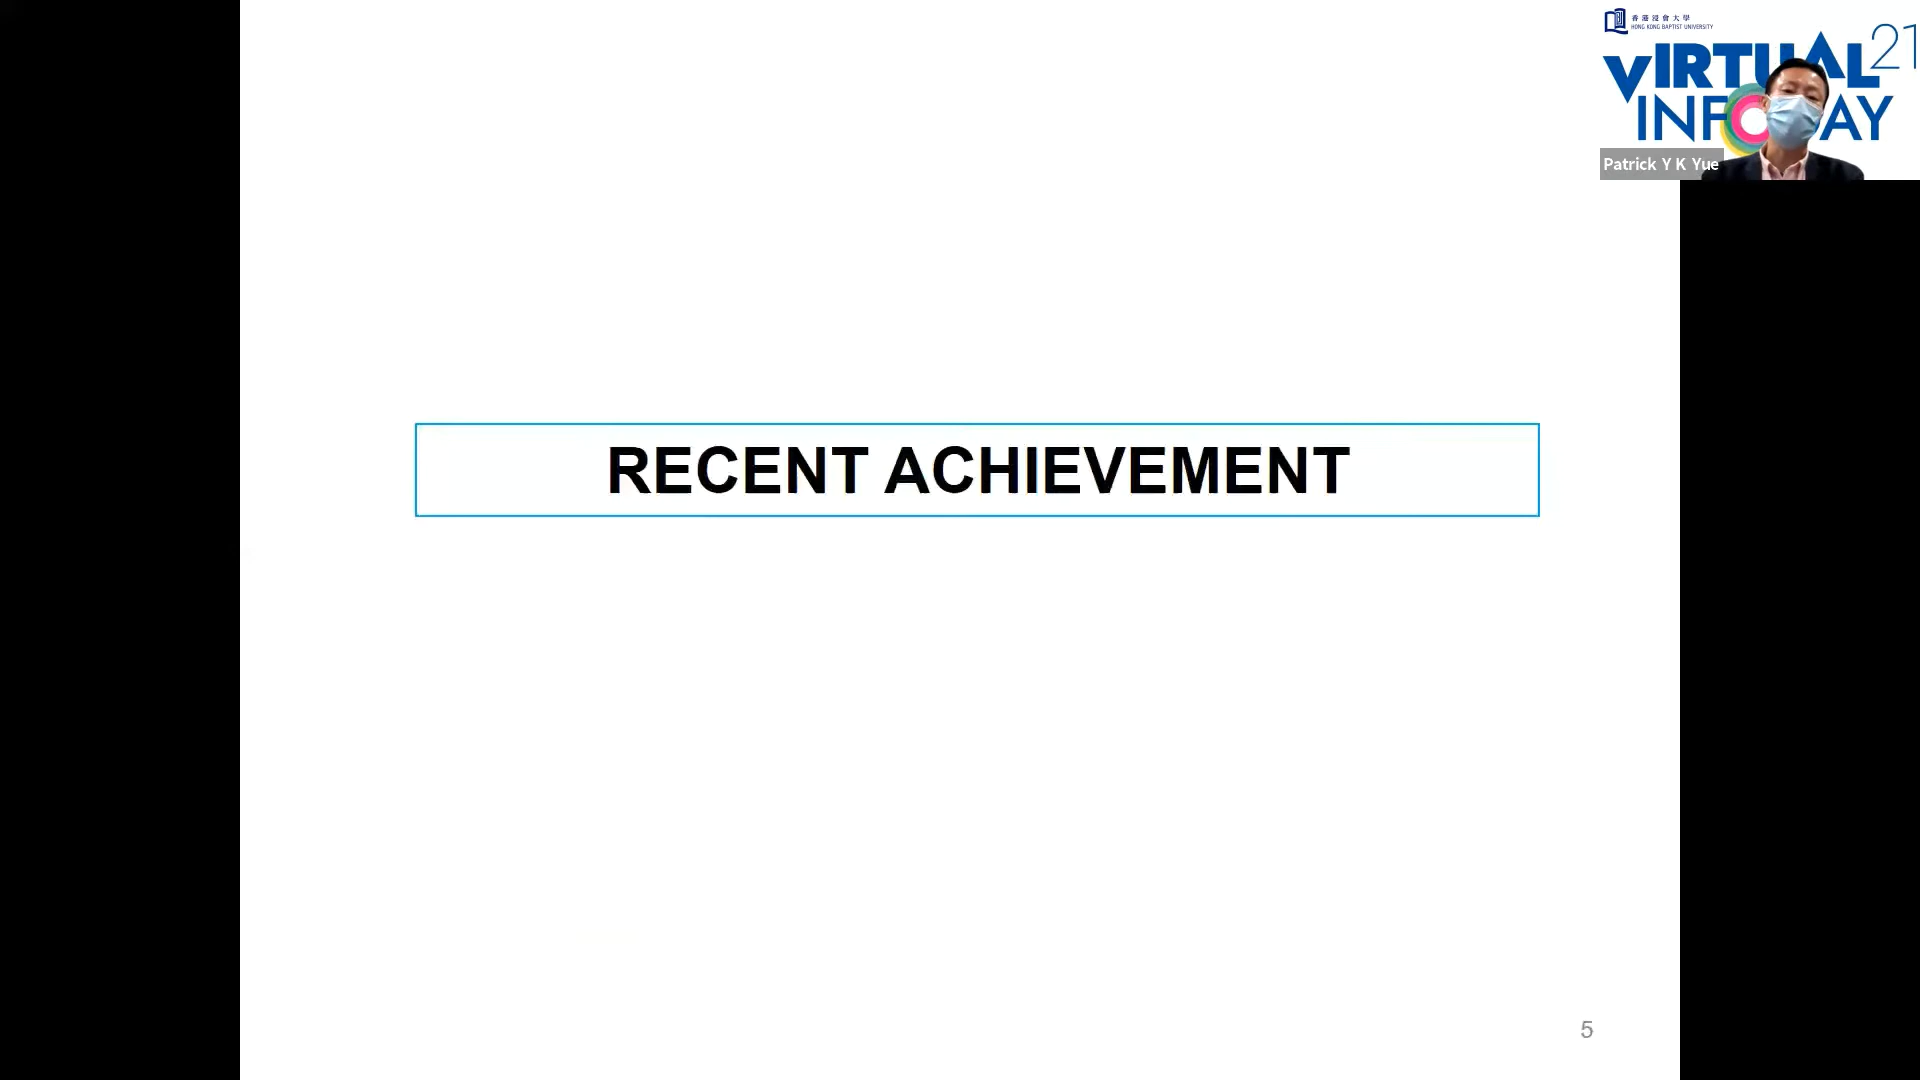 香港浸會大學
HONG KONG BAPTIST UNIVERSITY
VIRTUAL 21
INFODAY
Patrick Y K Yue
RECENT ACHIEVEMENT
5